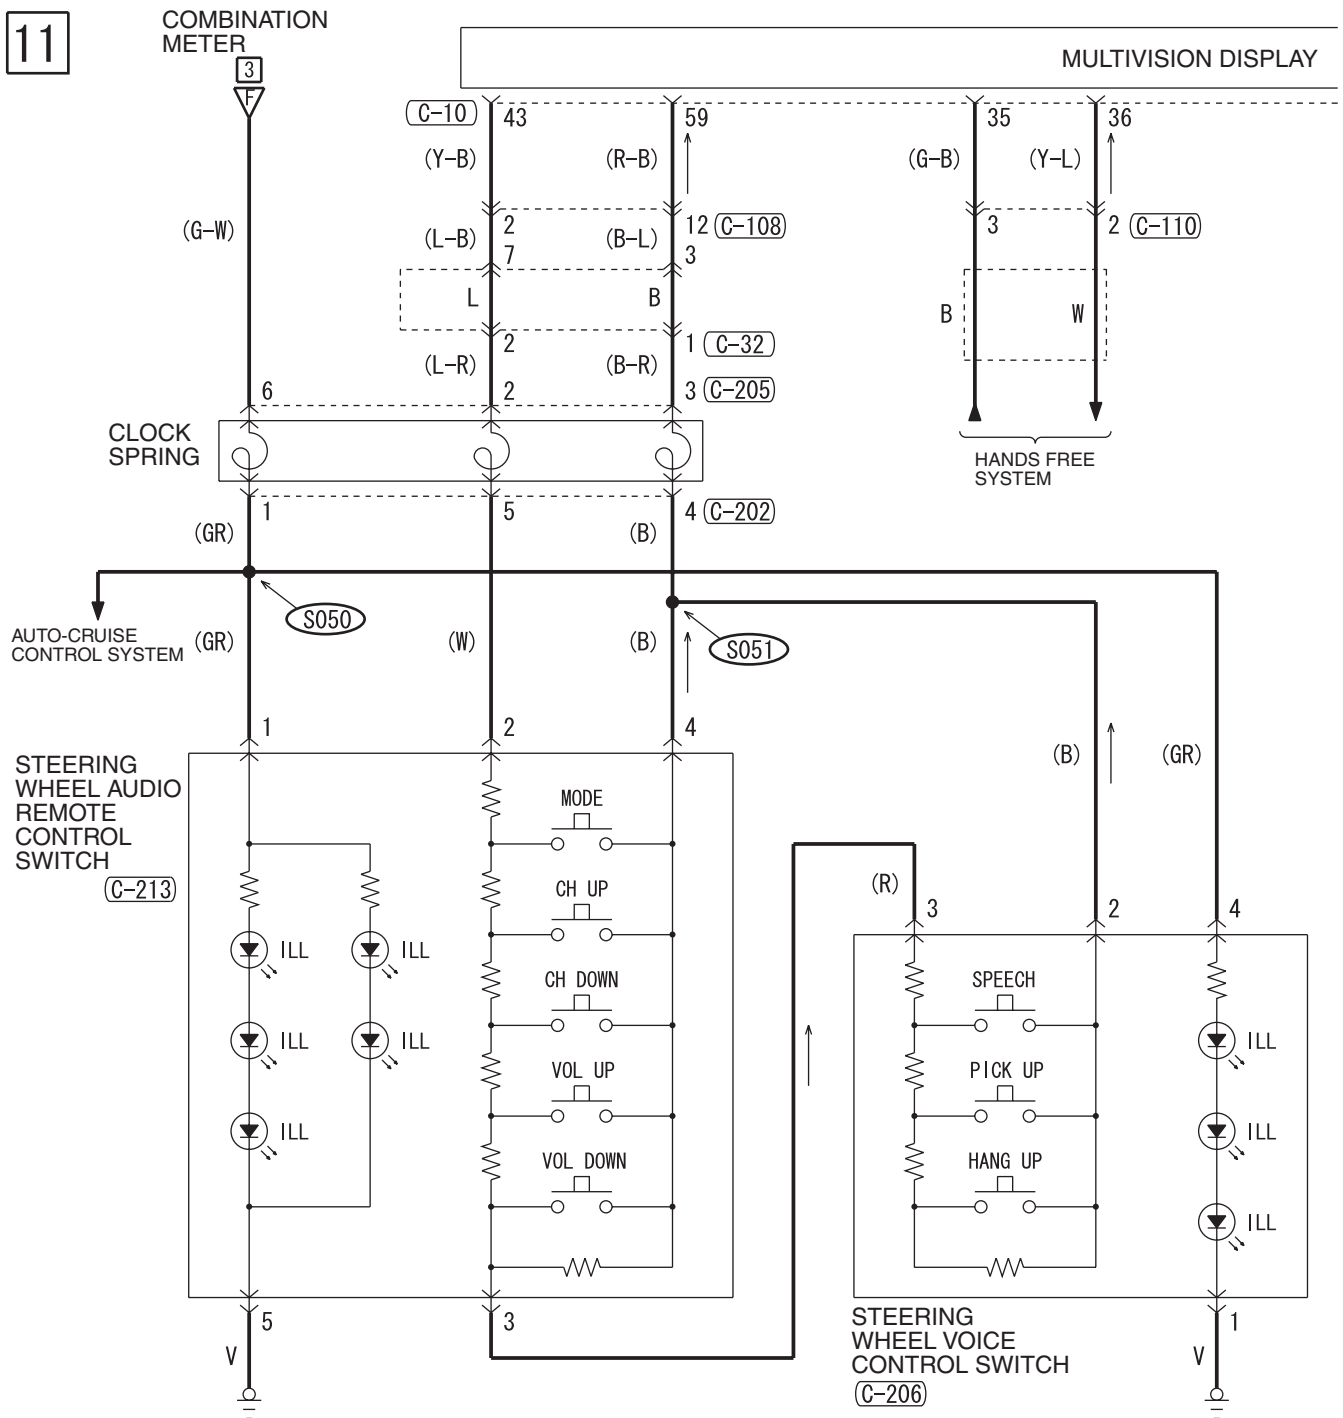 11
COMBINATION
METER
3
F
MULTIVISION DISPLAY
C-10
43
59
35
36
(Y-B)
(R-B)
(G-B)
(Y-L)
(G-W)
2
12
C-108
3
2
C-110
(L-B)
(B-L)
7
3
L
B
B
W
2
1
C-32
(L-R)
(B-R)
6
2
3
C-205
CLOCK
SPRING
HANDS FREE
SYSTEM
1
5
4
C-202
(GR)
(B)
S050
S051
AUTO-CRUISE
CONTROL SYSTEM
(GR)
(W)
(B)
1
2
4
(B)
(GR)
STEERING
WHEEL AUDIO
REMOTE
CONTROL
SWITCH
C-213
MODE
CH UP
CH DOWN
VOL UP
VOL DOWN
ILL
ILL
ILL
ILL
ILL
(R)
3
2
4
SPEECH
PICK UP
HANG UP
ILL
ILL
ILL
5
3
1
V
V
STEERING
WHEEL VOICE
CONTROL SWITCH
C-206